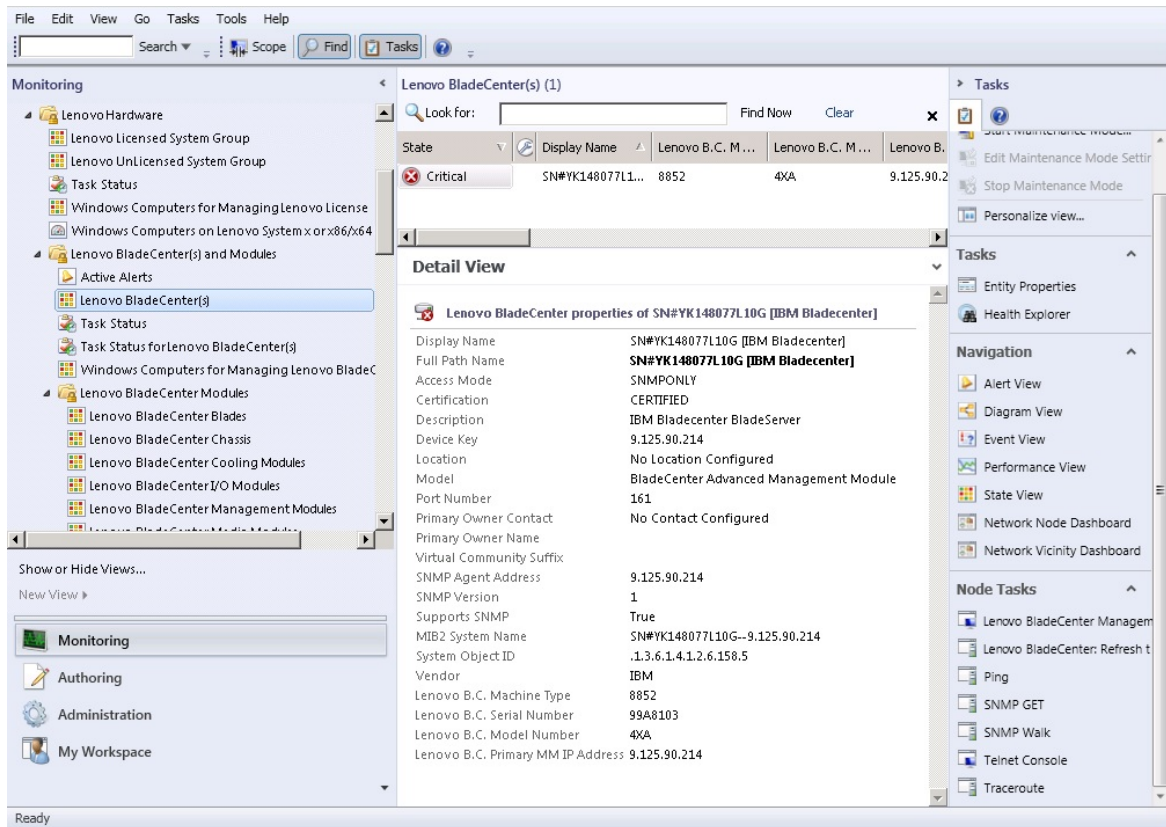 File Edit View Go Tasks Tools Help
Search Scope Find Tasks
Monitoring
Lenovo Hardware
Lenovo Licensed System Group
Lenovo UnLicensed System Group
Task Status
Windows Computers for Managing Lenovo License
Windows Computers on Lenovo System x or x86/x64
Lenovo BladeCenter(s) and Modules
Active Alerts
Lenovo BladeCenter(s)
Task Status
Task Status for Lenovo BladeCenter(s)
Windows Computers for Managing Lenovo BladeC
Lenovo BladeCenter Modules
Lenovo BladeCenter Blades
Lenovo BladeCenter Chassis
Lenovo BladeCenter Cooling Modules
Lenovo BladeCenter I/O Modules
Lenovo BladeCenter Management Modules
Show or Hide Views...
New View
Monitoring
Authoring
Administration
My Workspace
Ready
Lenovo BladeCenter(s) (1)
Look for: Find Now Clear
State Display Name Lenovo B.C. M... Lenovo B.C. M... Lenovo B.
Critical SN#YK148077L1... 8852 4XA 9.125.90.2
Detail View
Lenovo BladeCenter properties of SN#YK148077L10G [IBM Bladecenter]
Display Name SN#YK148077L10G [IBM Bladecenter]
Full Path Name SN#YK148077L10G [IBM Bladecenter]
Access Mode SNMPONLY
Certification CERTIFIED
Description IBM Bladecenter BladeServer
Device Key 9.125.90.214
Location No Location Configured
Model BladeCenter Advanced Management Module
Port Number 161
Primary Owner Contact No Contact Configured
Primary Owner Name
Virtual Community Suffix
SNMP Agent Address 9.125.90.214
SNMP Version 1
Supports SNMP True
MIB2 System Name SN#YK148077L10G--9.125.90.214
System Object ID .1.3.6.1.4.1.2.6.158.5
Vendor IBM
Lenovo B.C. Machine Type 8852
Lenovo B.C. Serial Number 99A8103
Lenovo B.C. Model Number 4XA
Lenovo B.C. Primary MM IP Address 9.125.90.214
Tasks
Start Maintenance Mode...
Edit Maintenance Mode Settin
Stop Maintenance Mode
Personalize view...
Tasks
Entity Properties
Health Explorer
Navigation
Alert View
Diagram View
Event View
Performance View
State View
Network Node Dashboard
Network Vicinity Dashboard
Node Tasks
Lenovo BladeCenter Managem
Lenovo BladeCenter: Refresh t
Ping
SNMP GET
SNMP Walk
Telnet Console
Traceroute